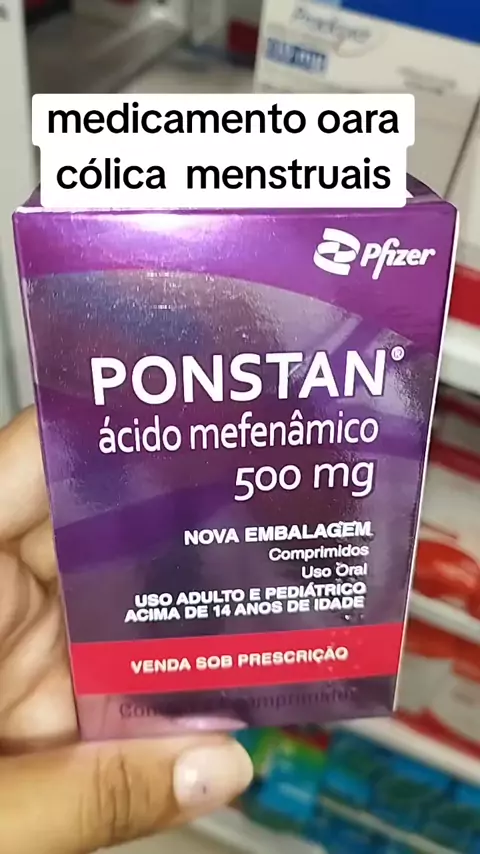 medicamento oara
cólica menstruais
Pfizer
PONSTAN®
ácido mefenâmico
500 mg
NOVA EMBALAGEM
Comprimidos
Uso Oral
USO ADULTO E PEDIÁTRICO
ACIMA DE 14 ANOS DE IDADE
VENDA SOB PRESCRIÇÃO